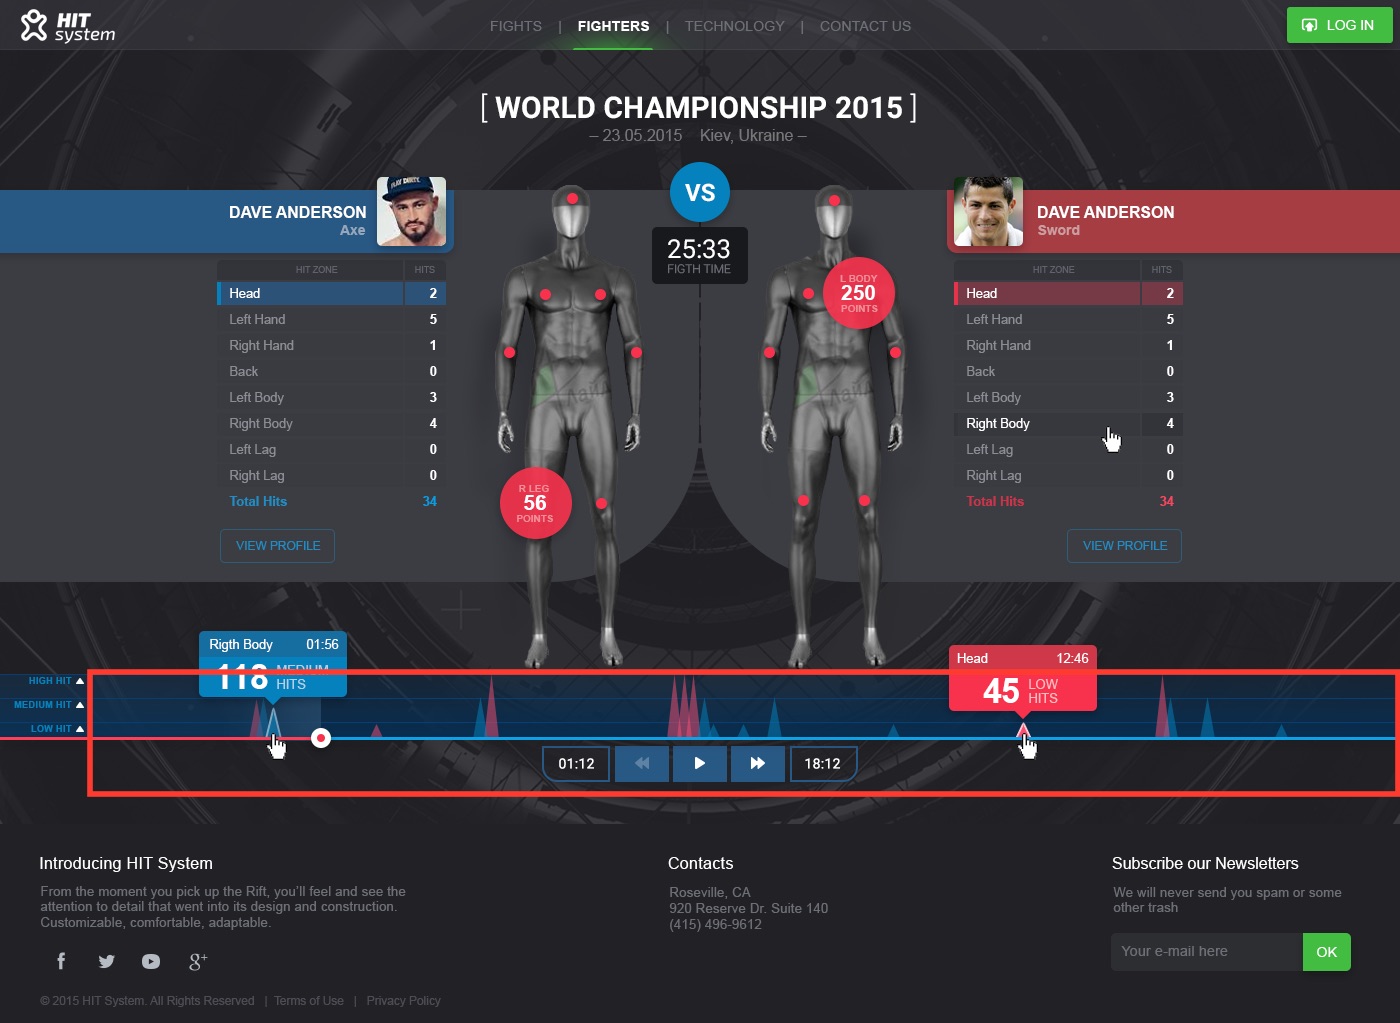 HIT
system
FIGHTS | FIGHTERS | TECHNOLOGY | CONTACT US
LOG IN
[ WORLD CHAMPIONSHIP 2015 ]
– 23.05.2015 Kiev, Ukraine –
DAVE ANDERSON
Axe
VS
25:33
FIGTH TIME
DAVE ANDERSON
Sword
HIT ZONE HITS
Head 2
Left Hand 5
Right Hand 1
Back 0
Left Body 3
Right Body 4
Left Lag 0
Right Lag 0
Total Hits 34
VIEW PROFILE
R LEG
56
POINTS
L BODY
250
POINTS
HIT ZONE HITS
Head 2
Left Hand 5
Right Hand 1
Back 0
Left Body 3
Right Body 4
Left Lag 0
Right Lag 0
Total Hits 34
VIEW PROFILE
Rigth Body 01:56
118 MEDIUM
HITS
Head 12:46
45 LOW
HITS
HIGH HIT
MEDIUM HIT
LOW HIT
01:12
18:12
Introducing HIT System
From the moment you pick up the Rift, you’ll feel and see the
attention to detail that went into its design and construction.
Customizable, comfortable, adaptable.
© 2015 HIT System. All Rights Reserved | Terms of Use | Privacy Policy
Contacts
Roseville, CA
920 Reserve Dr. Suite 140
(415) 496-9612
Subscribe our Newsletters
We will never send you spam or some
other trash
Your e-mail here
OK